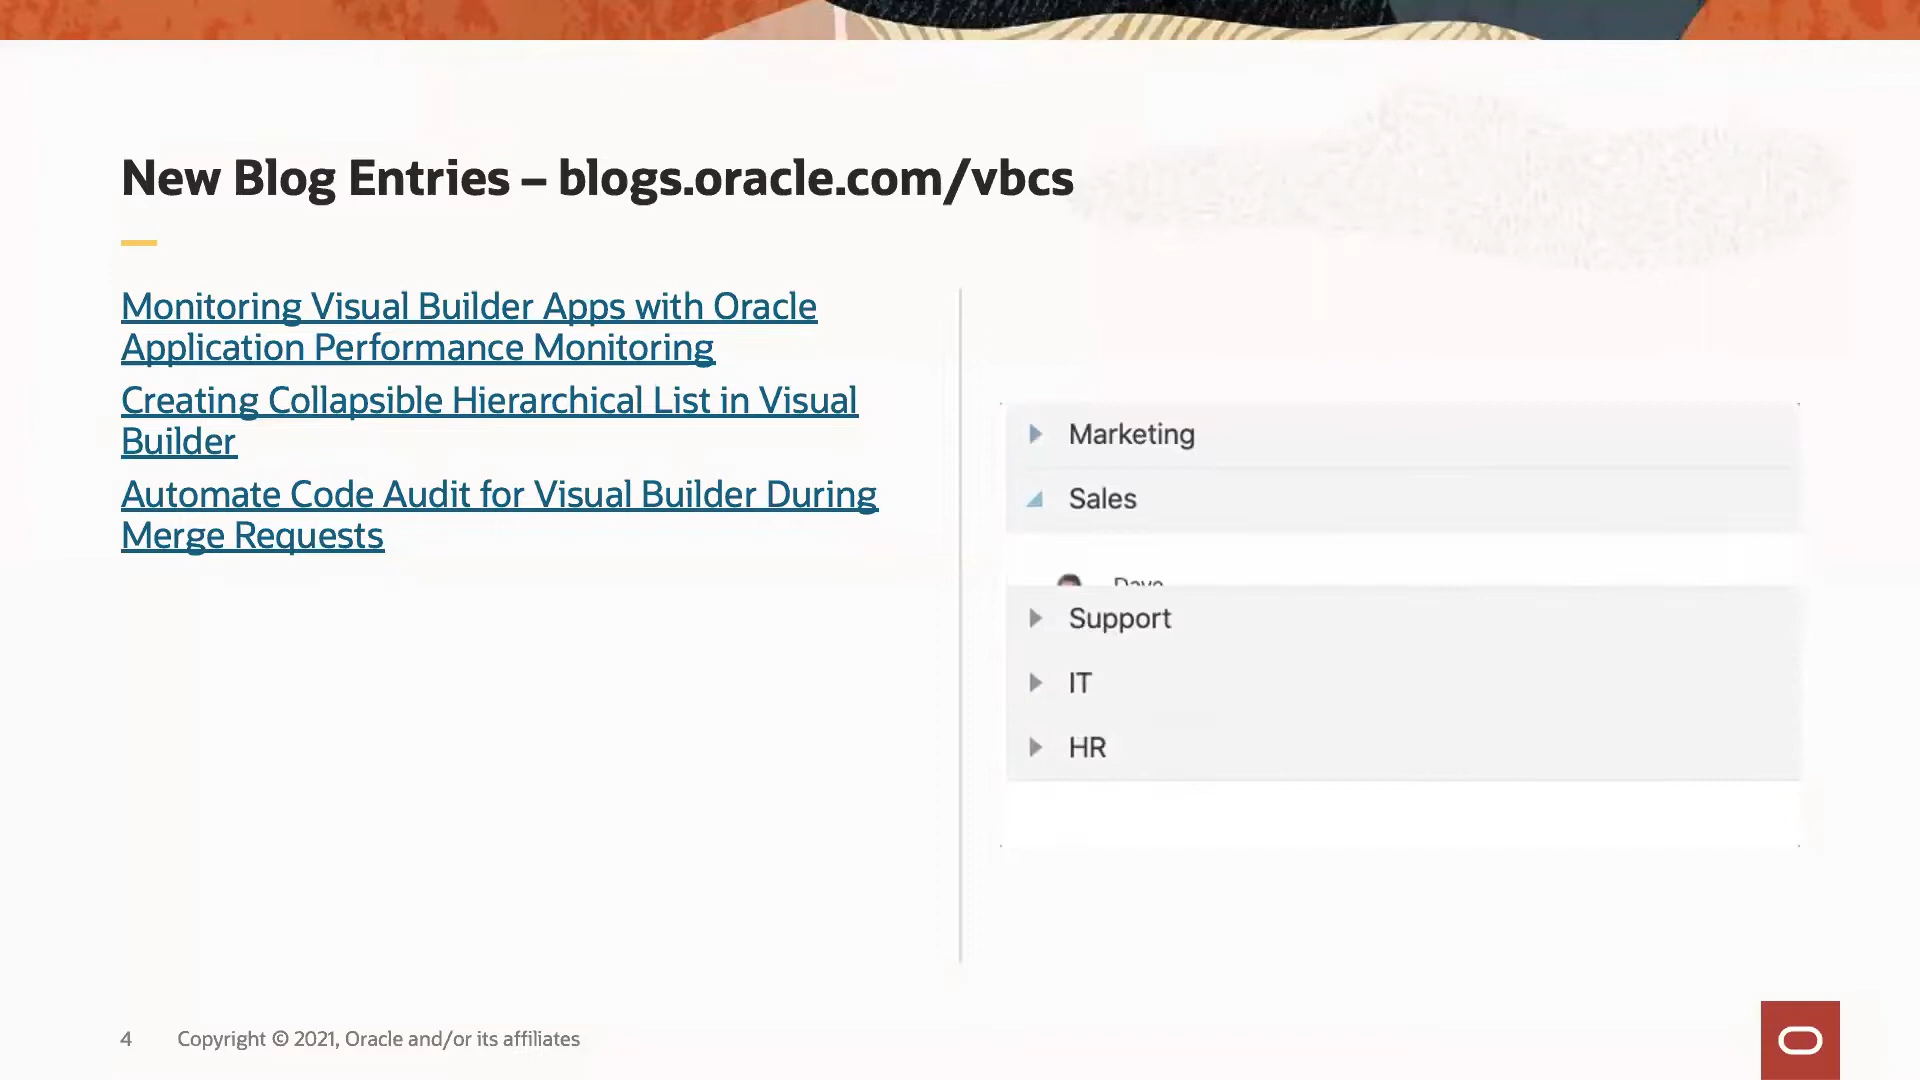 New Blog Entries – blogs.oracle.com/vbcs
Monitoring Visual Builder Apps with Oracle
Application Performance Monitoring
Creating Collapsible Hierarchical List in Visual
Builder
Automate Code Audit for Visual Builder During
Merge Requests
Marketing
Sales
Dave
Support
IT
HR
4 Copyright © 2021, Oracle and/or its affiliates